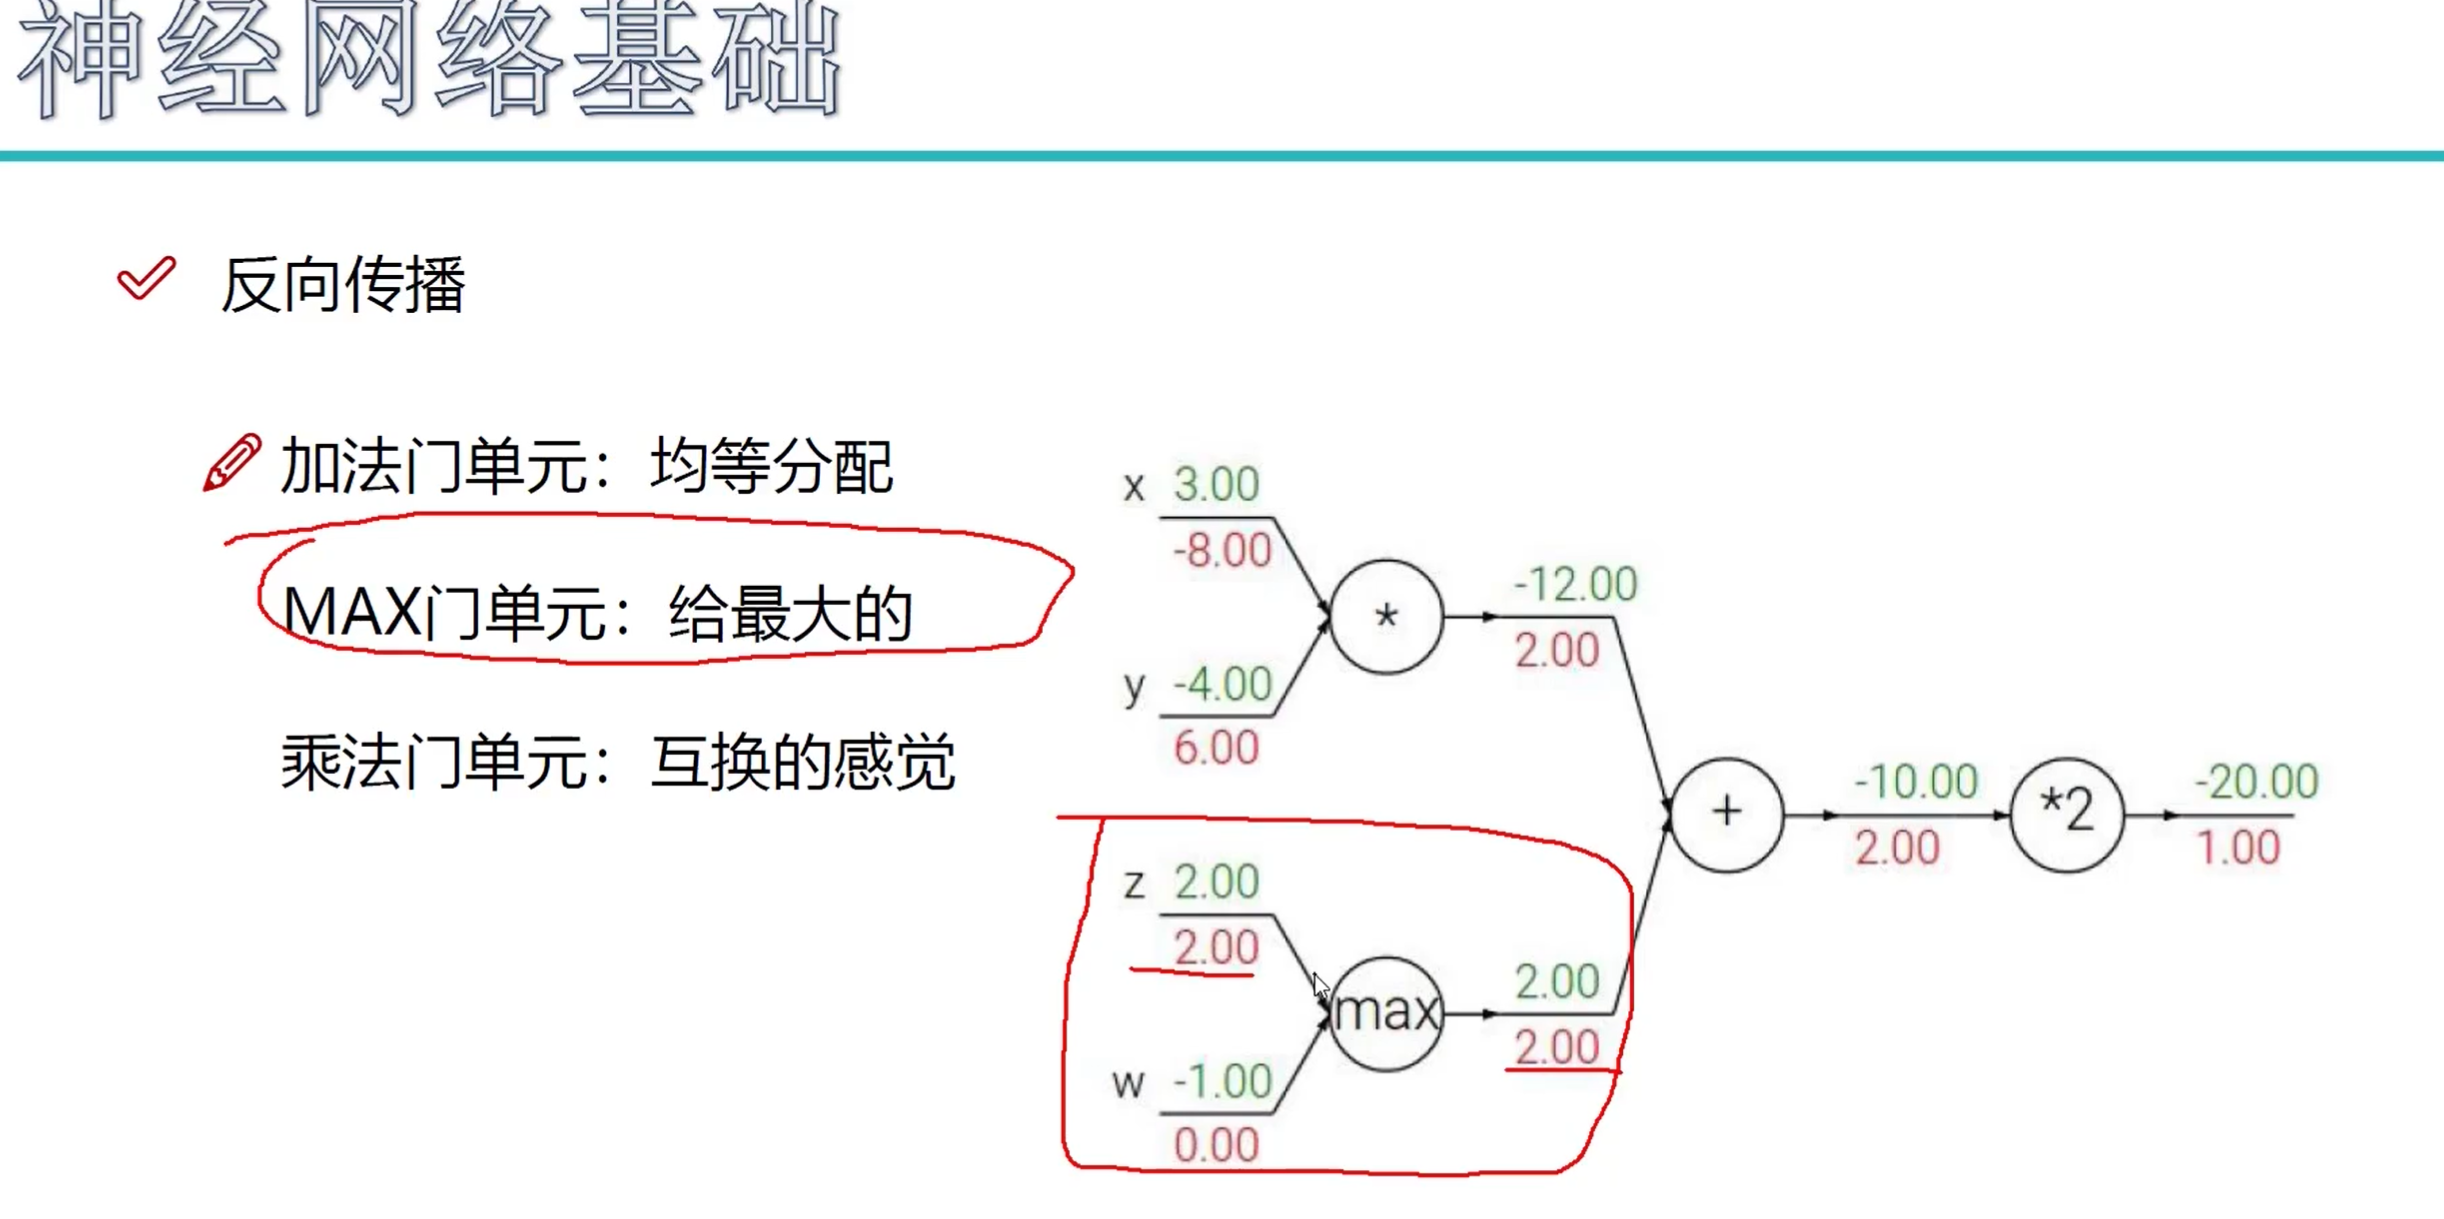 神经网络基础
反向传播
加法门单元：均等分配
MAX门单元：给最大的
乘法门单元：互换的感觉
x 3.00
-8.00
*
-12.00
2.00
y -4.00
6.00
+
-10.00
2.00
*2
-20.00
1.00
z 2.00
2.00
max
2.00
2.00
w -1.00
0.00